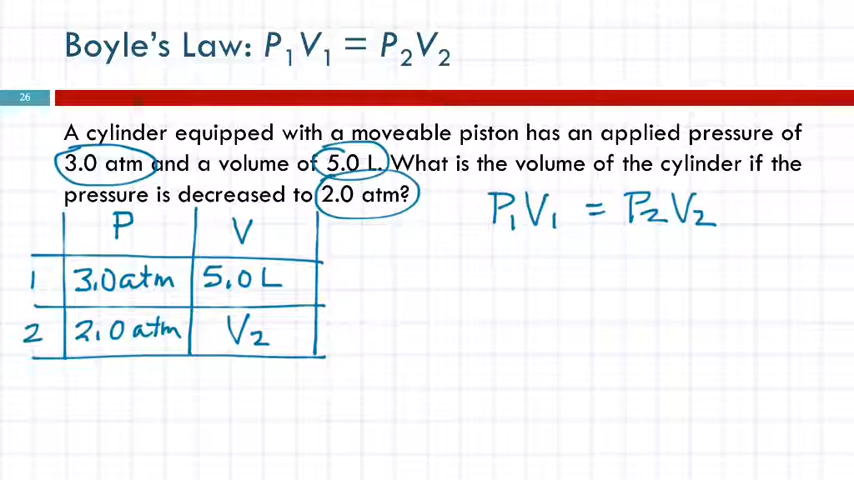 Boyle's Law: P₁V₁ = P₂V₂
26
A cylinder equipped with a moveable piston has an applied pressure of
3.0 atm and a volume of 5.0 L. What is the volume of the cylinder if the
pressure is decreased to 2.0 atm?
P₁V₁ = P₂V₂
P V
1 3.0 atm 5.0 L
2 2.0 atm V₂